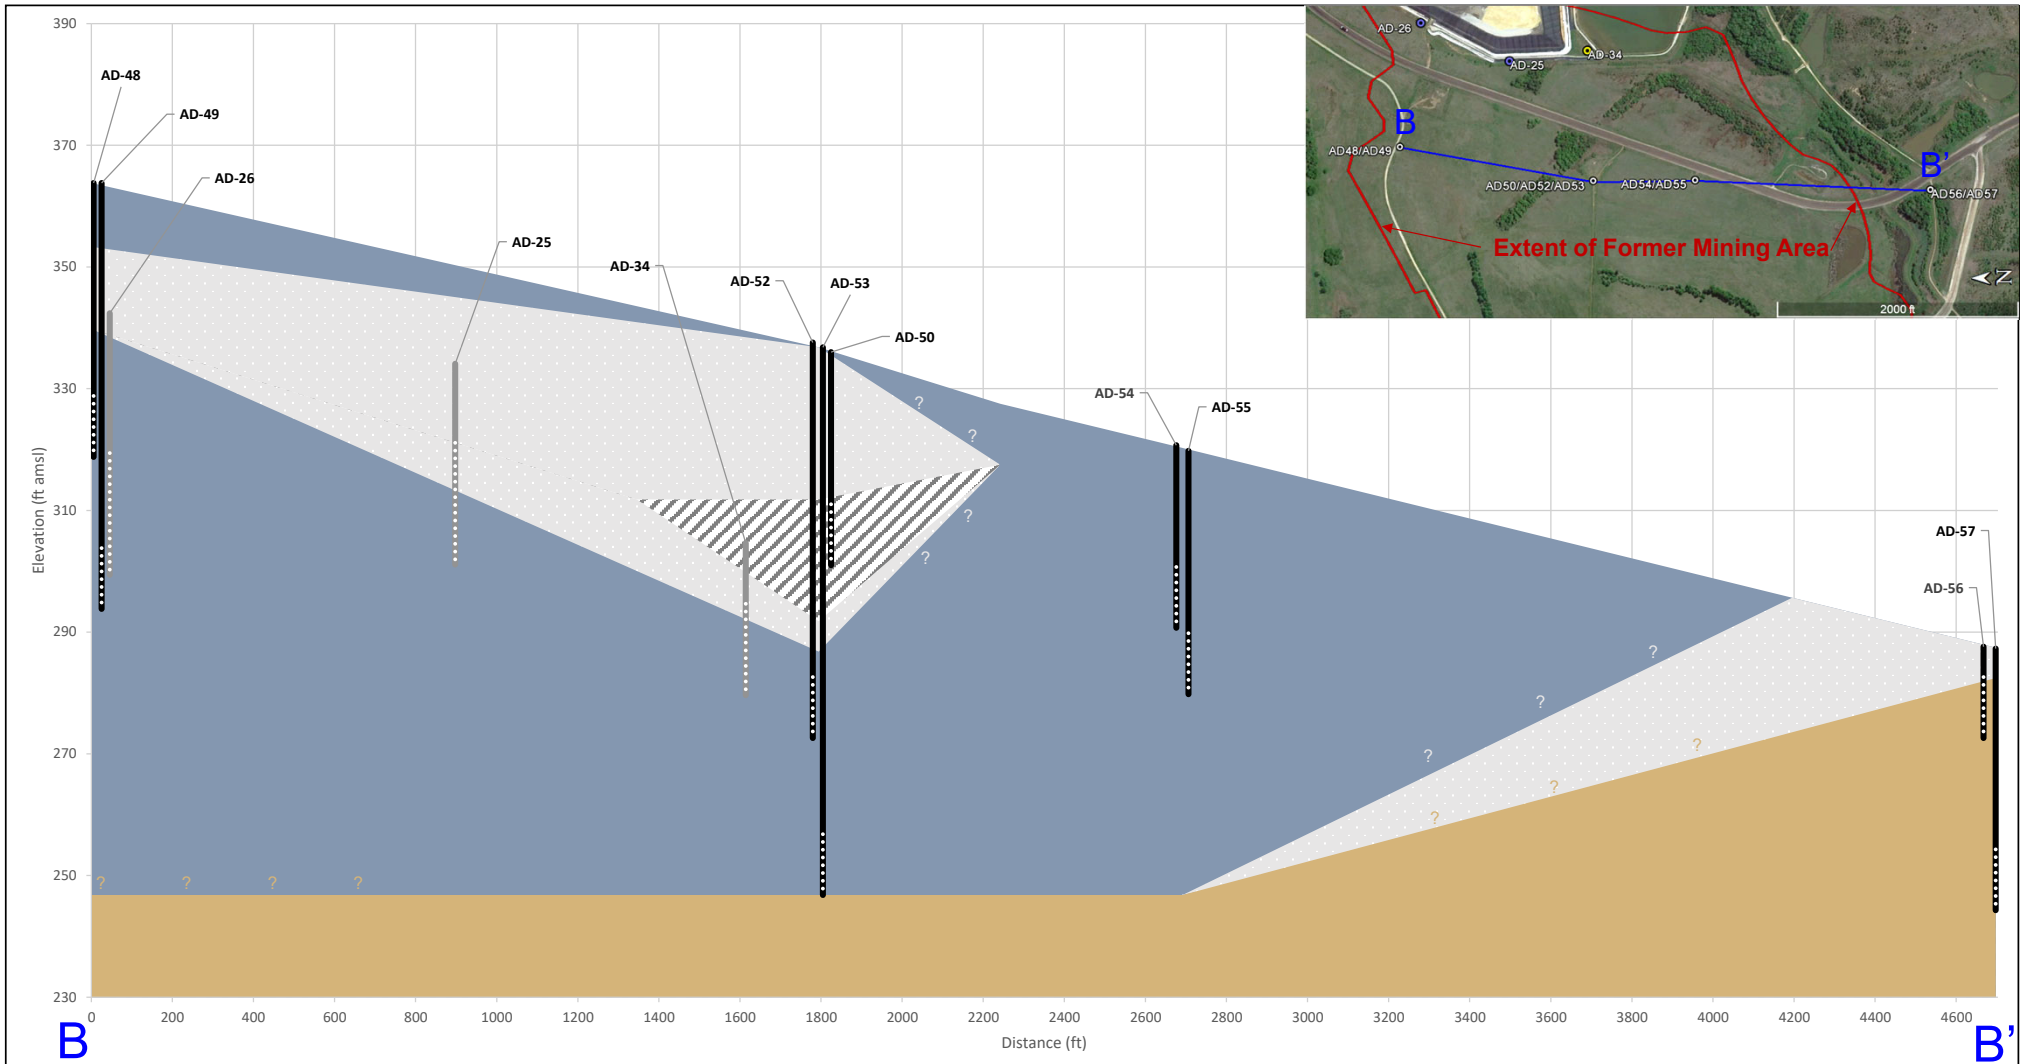 390
370
350
330
310
290
270
250
230
Elevation (ft amsl)
AD-48
AD-49
AD-26
AD-25
AD-34
AD-52
AD-53
AD-50
AD-54
AD-55
AD-57
AD-56
?
?
?
?
?
?
?
?
?
?
? ? ? ?
0 200 400 600 800 1000 1200 1400 1600 1800 2000 2200 2400 2600 2800 3000 3200 3400 3600 3800 4000 4200 4400 4600
Distance (ft)
B B'
AD-26
AD-34
AD-25
B
AD48/AD49
B'
AD50/AD52/AD53
AD54/AD55
AD56/AD57
Extent of Former Mining Area
N
2000 ft